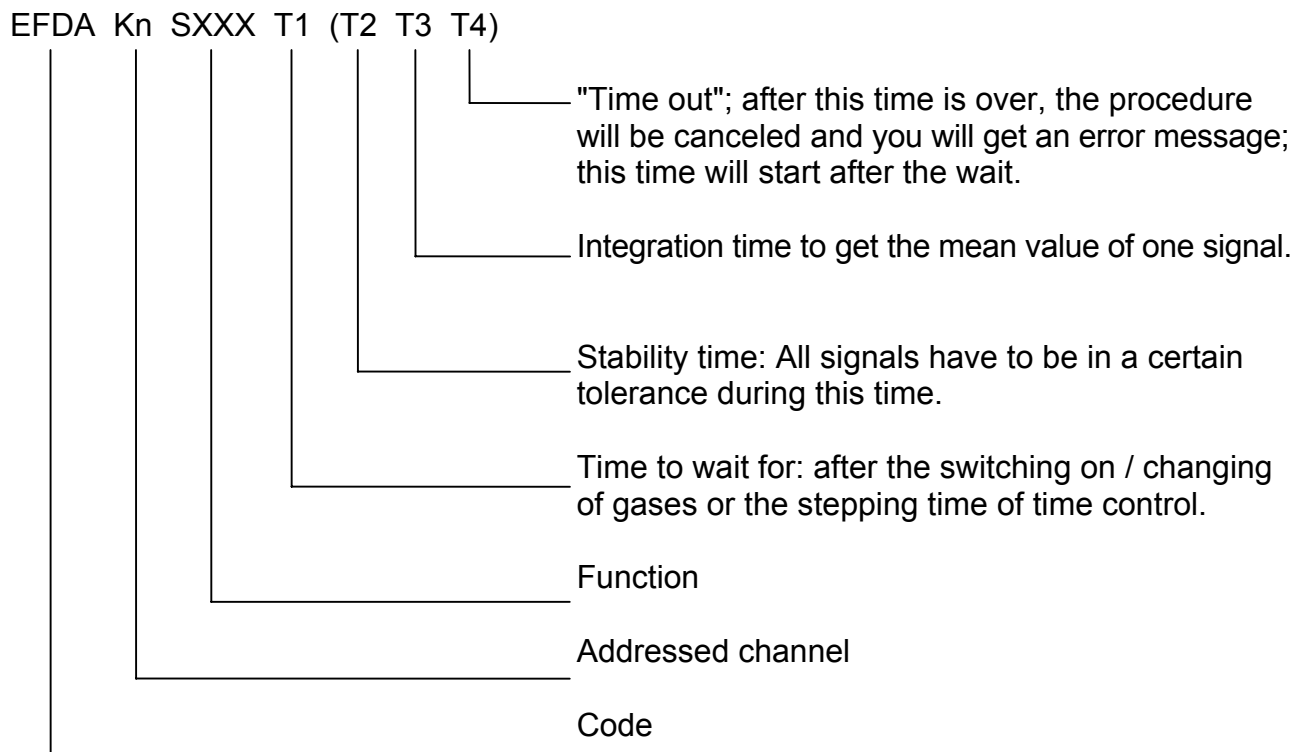 EFDA Kn SXXX T1 (T2 T3 T4)
"Time out"; after this time is over, the procedure
will be canceled and you will get an error message;
this time will start after the wait.
Integration time to get the mean value of one signal.
Stability time: All signals have to be in a certain
tolerance during this time.
Time to wait for: after the switching on / changing
of gases or the stepping time of time control.
Function
Addressed channel
Code